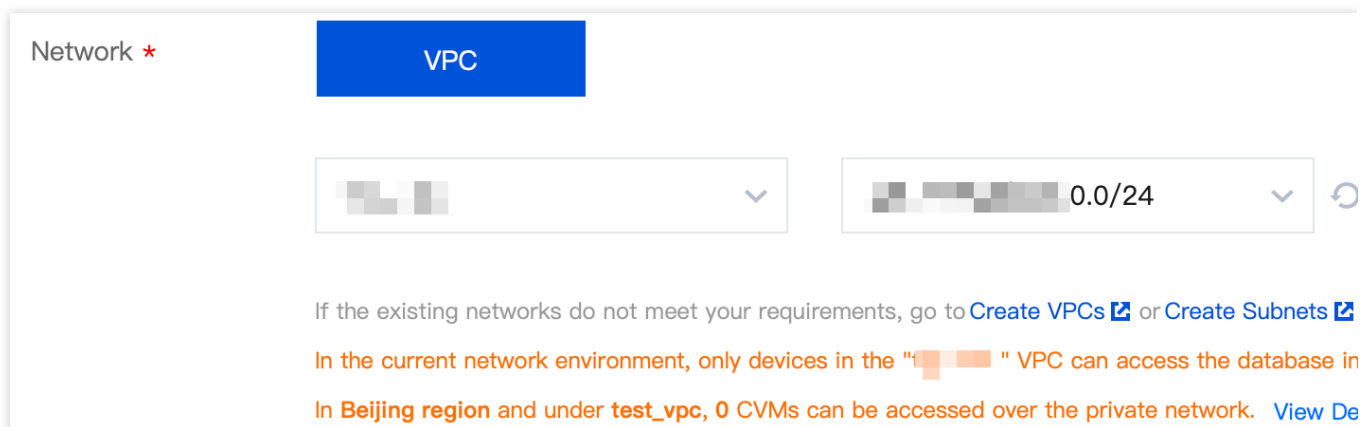 Network *
VPC
0.0/24
If the existing networks do not meet your requirements, go to Create VPCs or Create Subnets
In the current network environment, only devices in the " " VPC can access the database in
In Beijing region and under test_vpc, 0 CVMs can be accessed over the private network. View De